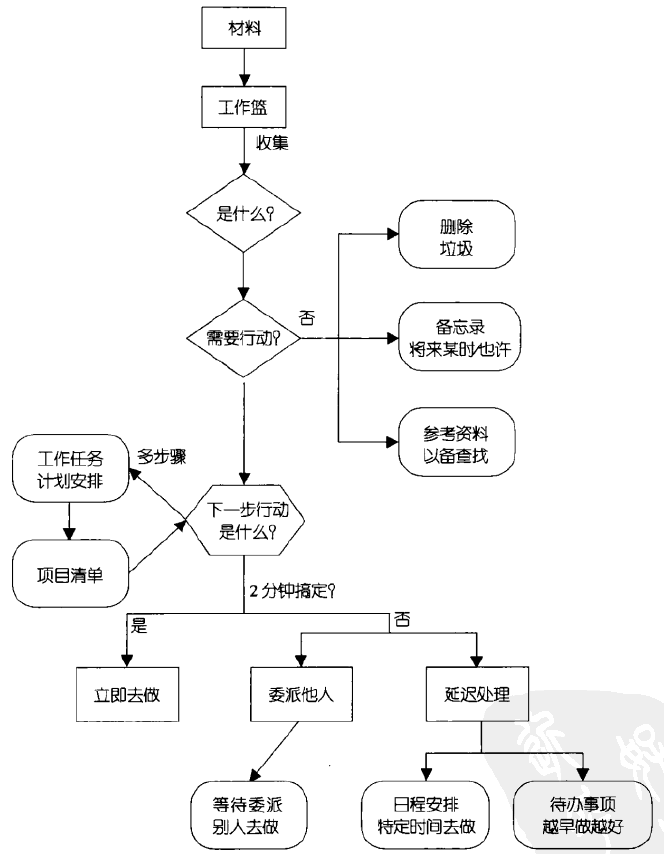 材料
工作篮
收集
是什么?
删除
垃圾
需要行动?
否
备忘录
将来某时/也许
参考资料
以备查找
工作任务
计划安排
多步骤
下一步行动
是什么?
项目清单
2分钟搞定?
是
否
立即去做
委派他人
延迟处理
等待委派
别人去做
日程安排
特定时间去做
待办事项
越早做越好